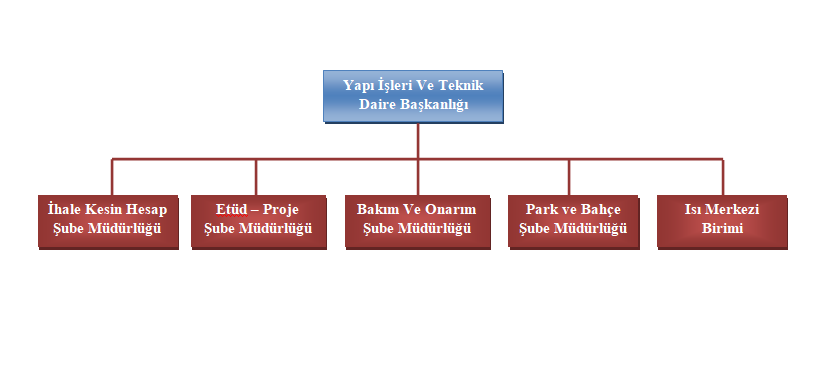 Yapı İşleri Ve Teknik
Daire Başkanlığı
İhale Kesin Hesap
Şube Müdürlüğü
Etüd – Proje
Şube Müdürlüğü
Bakım Ve Onarım
Şube Müdürlüğü
Park ve Bahçe
Şube Müdürlüğü
Isı Merkezi
Birimi